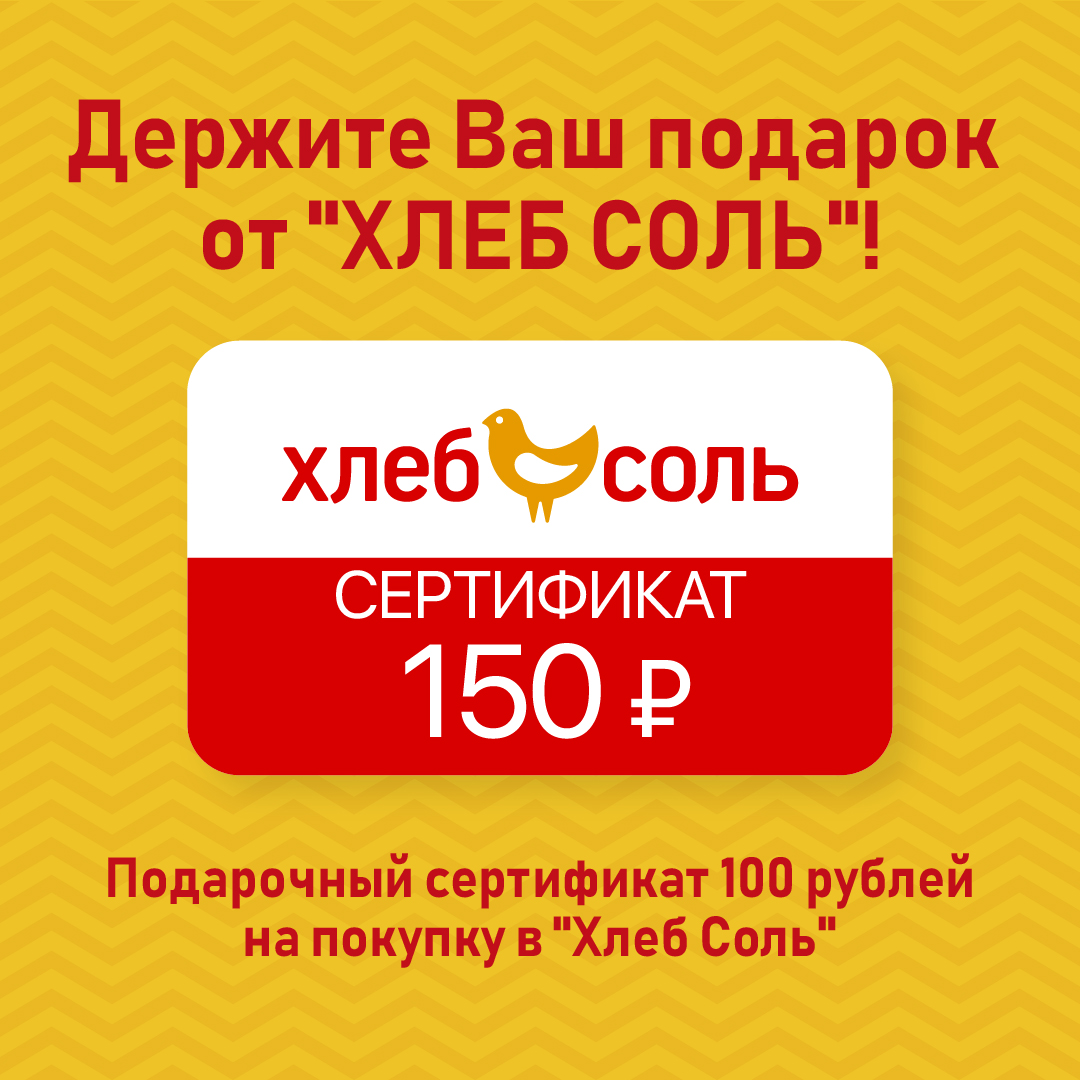 Держите Ваш подарок
от "ХЛЕБ СОЛЬ"!
хлеб соль
СЕРТИФИКАТ
150 ₽
Подарочный сертификат 100 рублей
на покупку в "Хлеб Соль"